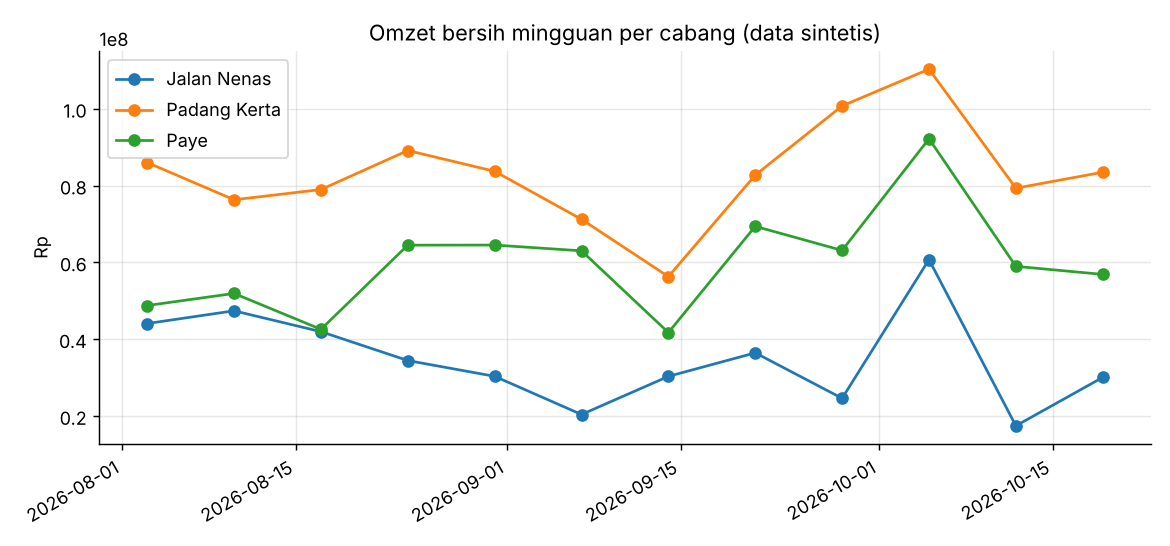 Omzet bersih mingguan per cabang (data sintetis)
1e8
Jalan Nenas
Padang Kerta
Paye
1.0
0.8
0.6
0.4
0.2
Rp
2026-08-01
2026-08-15
2026-09-01
2026-09-15
2026-10-01
2026-10-15